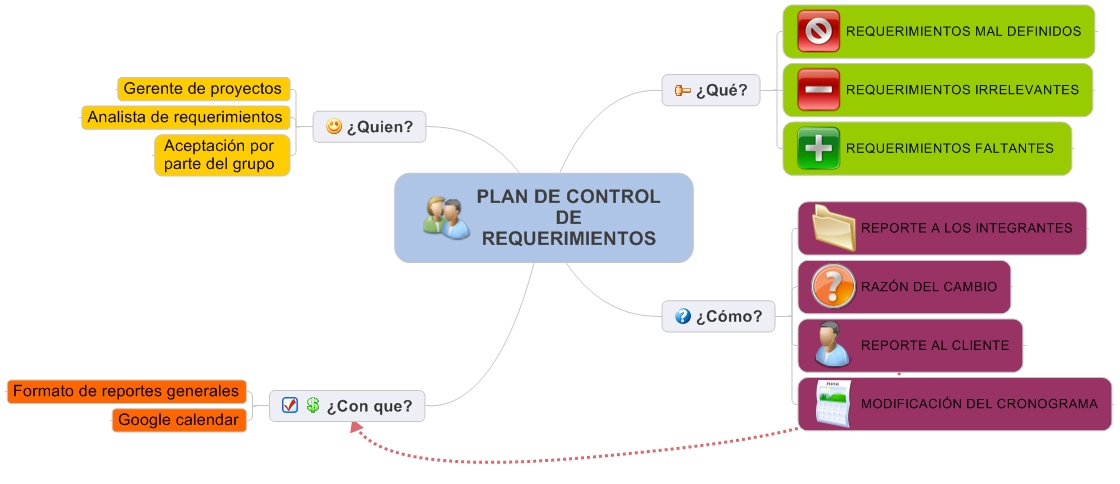 PLAN DE CONTROL
DE
REQUERIMIENTOS
¿Qué?
REQUERIMIENTOS MAL DEFINIDOS
REQUERIMIENTOS IRRELEVANTES
REQUERIMIENTOS FALTANTES
¿Cómo?
REPORTE A LOS INTEGRANTES
RAZÓN DEL CAMBIO
REPORTE AL CLIENTE
MODIFICACIÓN DEL CRONOGRAMA
¿Quien?
Gerente de proyectos
Analista de requerimientos
Aceptación por
parte del grupo
¿Con que?
Formato de reportes generales
Google calendar